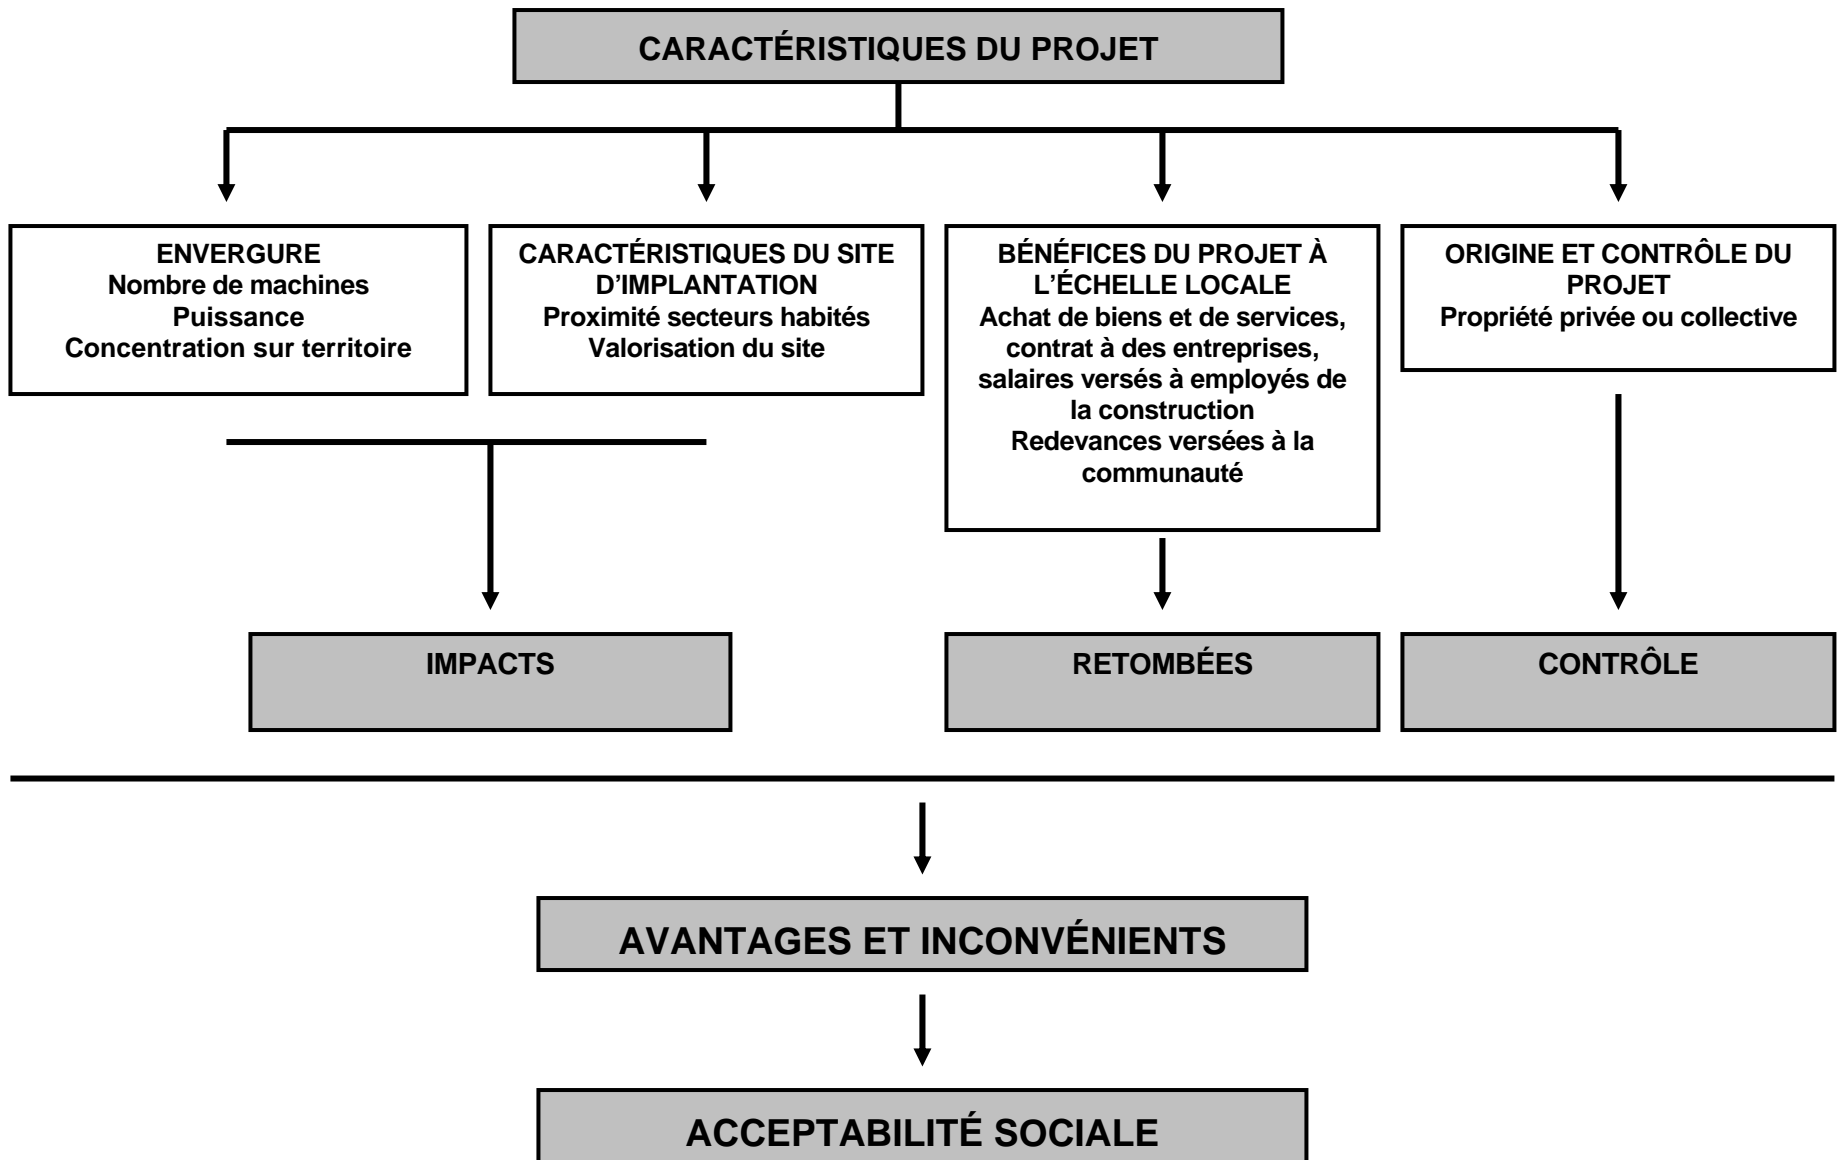 CARACTÉRISTIQUES DU PROJET
ENVERGURE
Nombre de machines
Puissance
Concentration sur territoire
CARACTÉRISTIQUES DU SITE
D'IMPLANTATION
Proximité secteurs habités
Valorisation du site
BÉNÉFICES DU PROJET À
L’ÉCHELLE LOCALE
Achat de biens et de services,
contrat à des entreprises,
salaires versés à employés de
la construction
Redevances versées à la
communauté
ORIGINE ET CONTRÔLE DU
PROJET
Propriété privée ou collective
IMPACTS
RETOMBÉES
CONTRÔLE
AVANTAGES ET INCONVÉNIENTS
ACCEPTABILITÉ SOCIALE